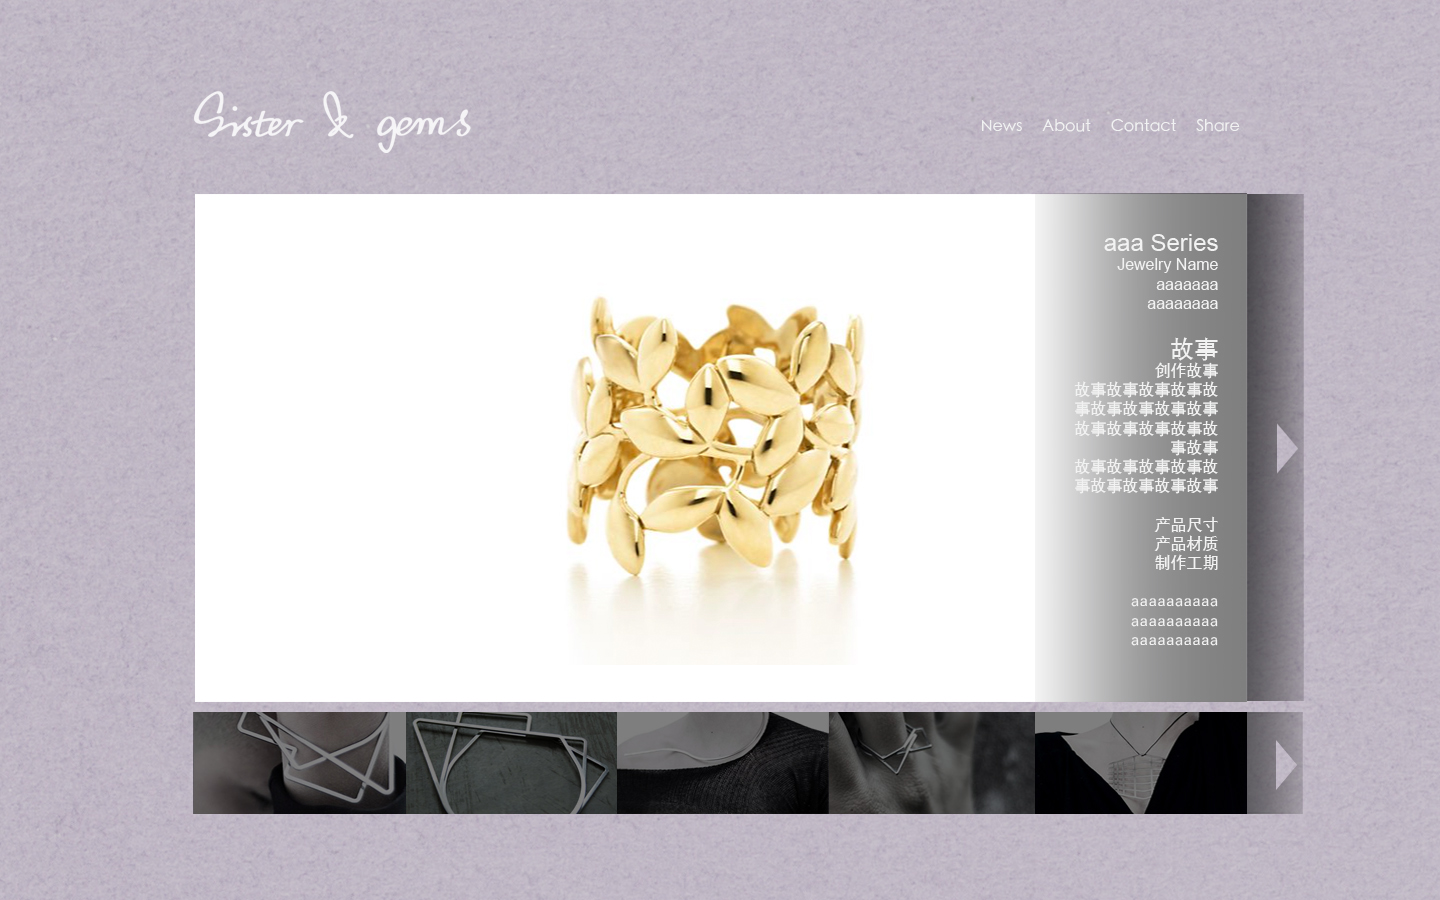 Sister & gems
News About Contact Share
aaa Series
Jewelry Name
aaaaaaa
aaaaaaaa
故事
创作故事
故事故事故事故事故
事故事故事故事故事
故事故事故事故事故
事故事
故事故事故事故事故
事故事故事故事故事
产品尺寸
产品材质
制作工期
aaaaaaaaaa
aaaaaaaaaa
aaaaaaaaaa